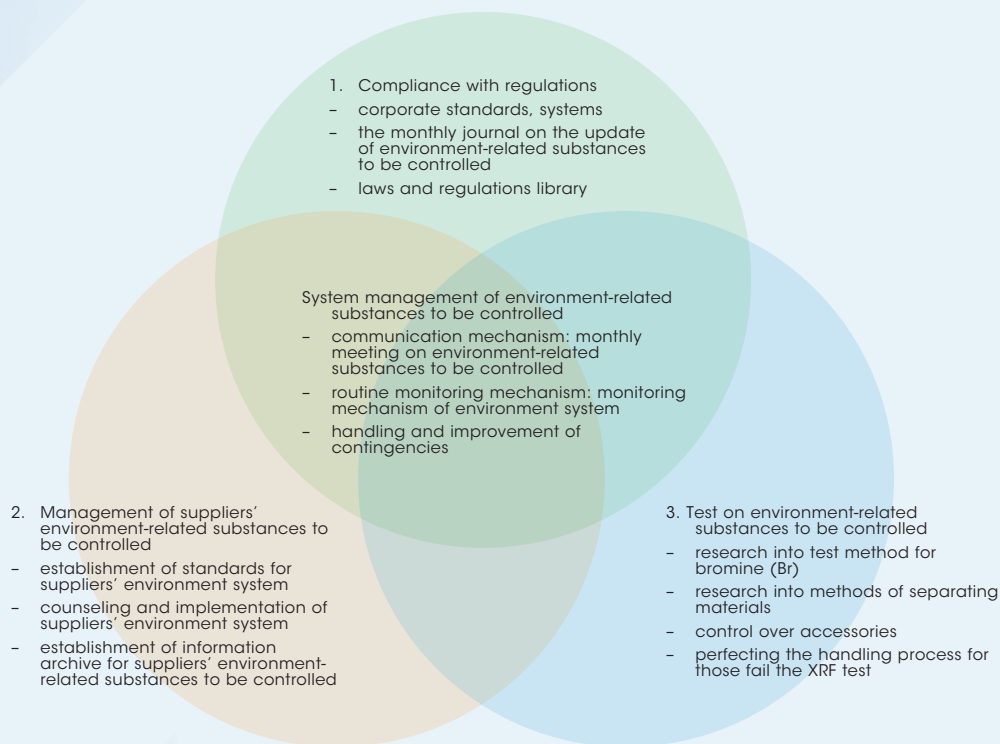 1. Compliance with regulations
– corporate standards, systems
– the monthly journal on the update
of environment-related substances
to be controlled
– laws and regulations library
System management of environment-related
substances to be controlled
– communication mechanism: monthly
meeting on environment-related
substances to be controlled
– routine monitoring mechanism: monitoring
mechanism of environment system
– handling and improvement of
contingencies
2. Management of suppliers’
environment-related substances to
be controlled
– establishment of standards for
suppliers’ environment system
– counseling and implementation of
suppliers’ environment system
– establishment of information
archive for suppliers’ environment-
related substances to be controlled
3. Test on environment-related
substances to be controlled
– research into test method for
bromine (Br)
– research into methods of separating
materials
– control over accessories
– perfecting the handling process for
those fail the XRF test